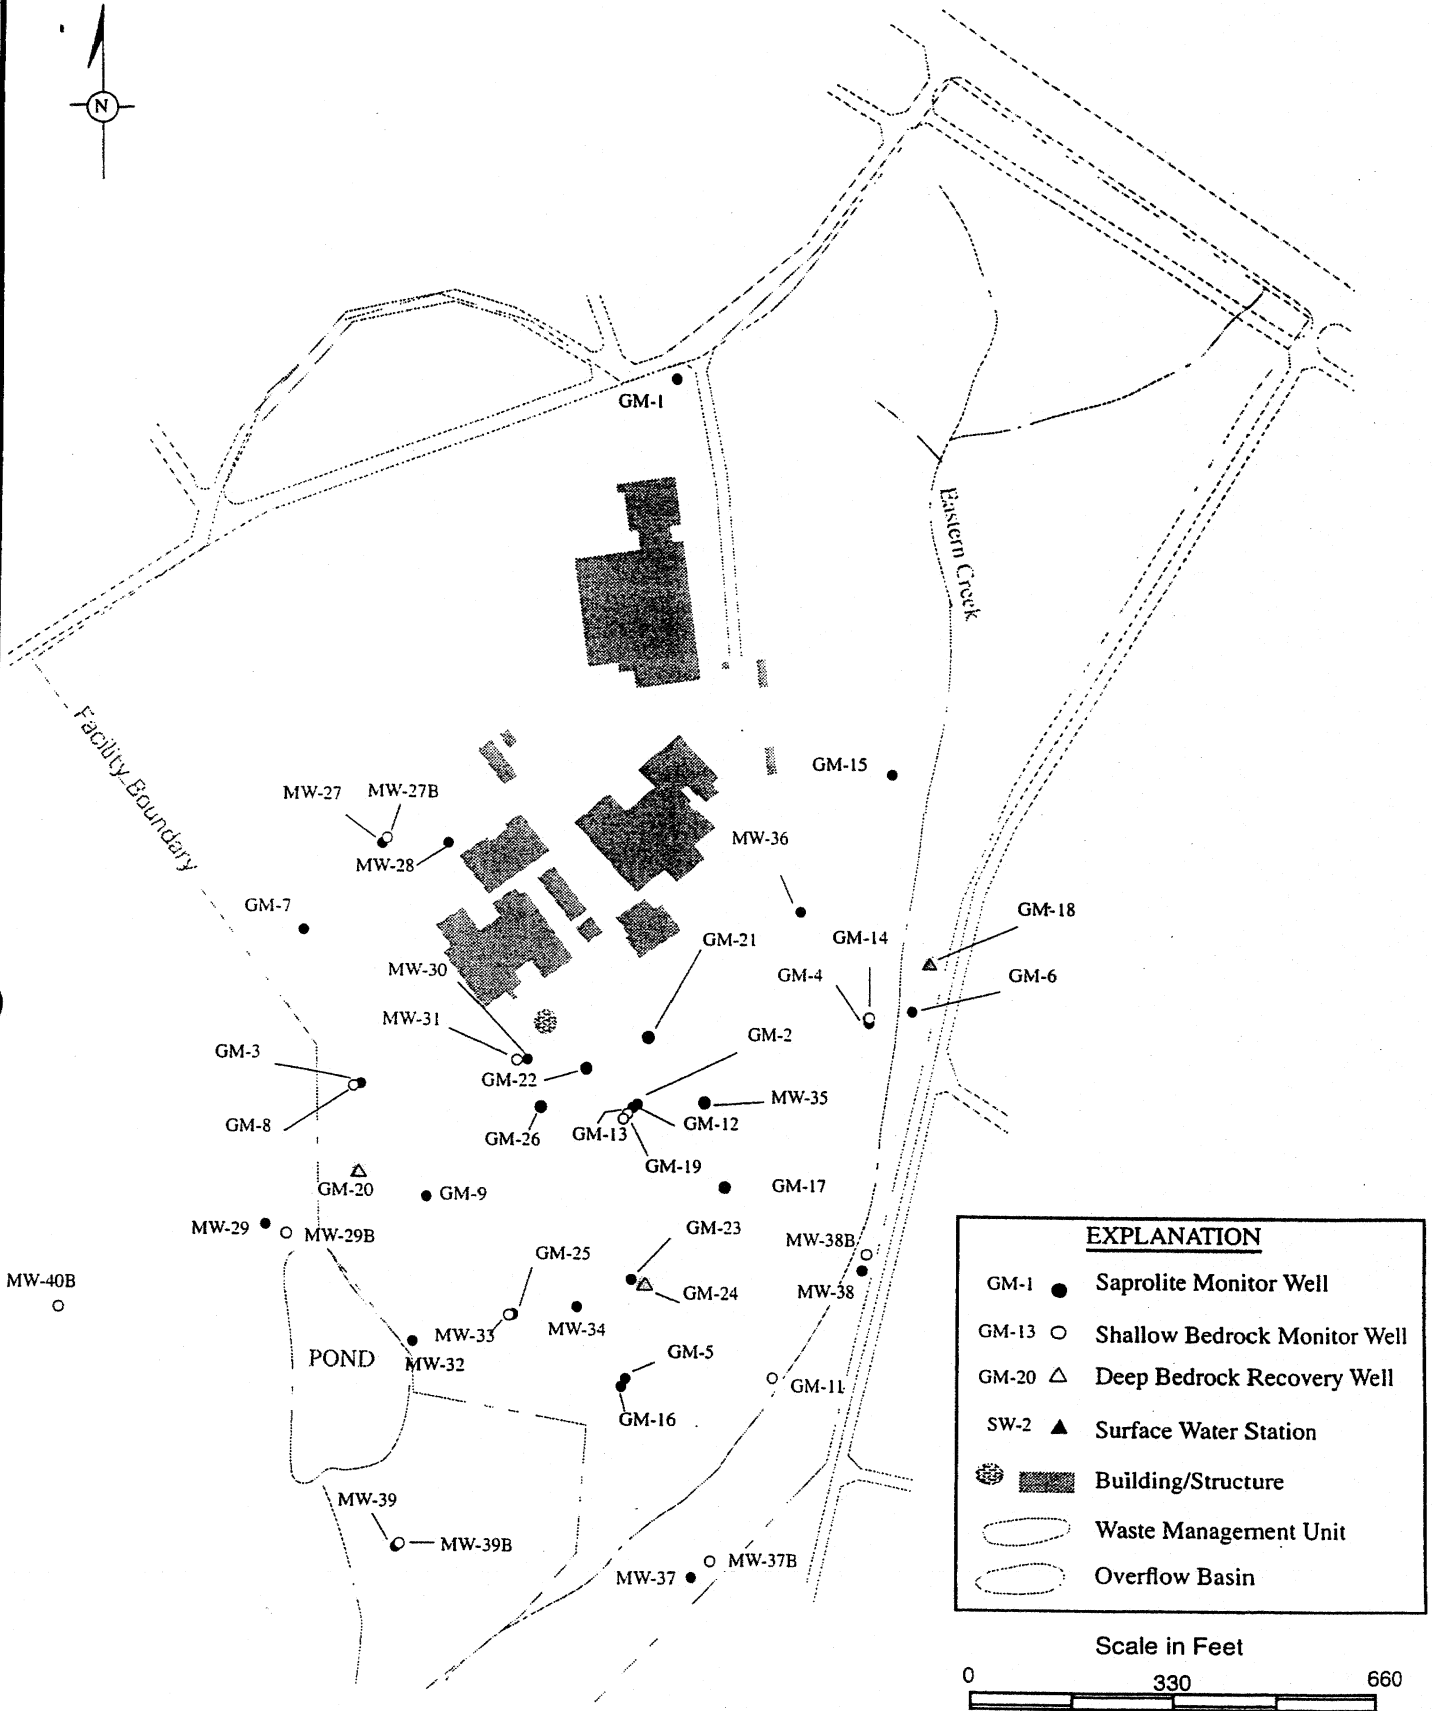 N
GM-1
Eastern Creek
Facility Boundary
GM-15
MW-27
MW-27B
MW-36
MW-28
GM-7
GM-18
GM-21
GM-14
MW-30
GM-4
GM-6
MW-31
GM-2
GM-3
GM-22
MW-35
GM-8
GM-26
GM-13
GM-12
GM-19
GM-20
GM-9
GM-17
MW-29
MW-29B
GM-23
MW-38B
GM-25
MW-40B
GM-24
MW-38
MW-33
MW-34
POND
MW-32
GM-5
GM-11
GM-16
MW-39
MW-39B
MW-37
MW-37B
EXPLANATION
GM-1 Saprolite Monitor Well
GM-13 Shallow Bedrock Monitor Well
GM-20 Deep Bedrock Recovery Well
SW-2 Surface Water Station
Building/Structure
Waste Management Unit
Overflow Basin
Scale in Feet
0 330 660